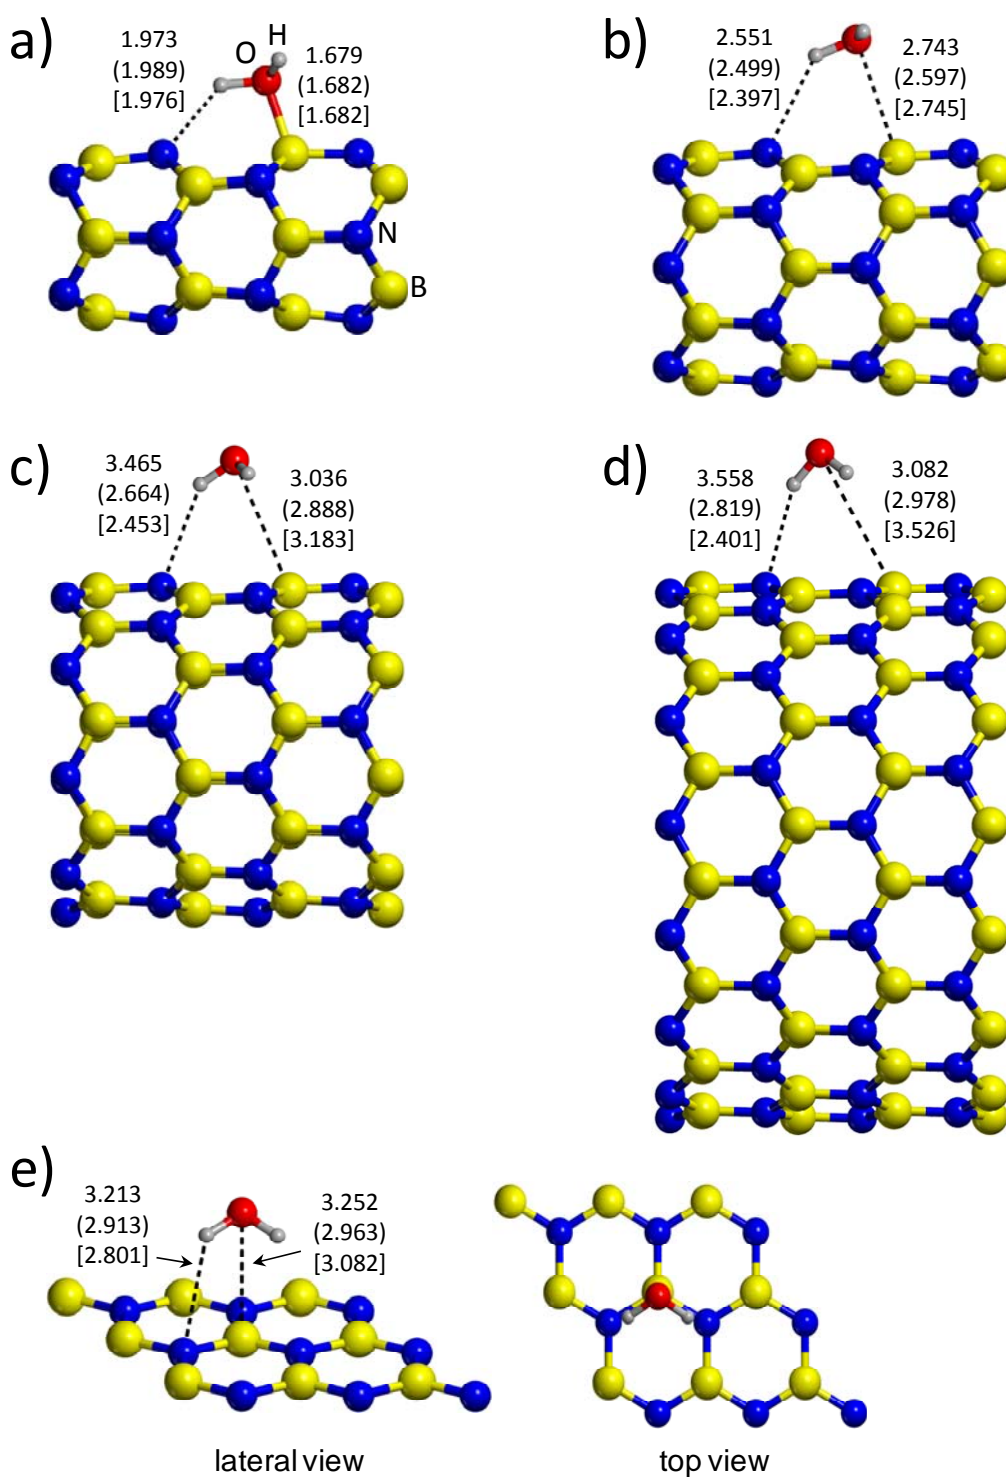 a)
1.973
(1.989)
[1.976]
O
H
1.679
(1.682)
[1.682]
N
B
b)
2.551
(2.499)
[2.397]
2.743
(2.597)
[2.745]
c)
3.465
(2.664)
[2.453]
3.036
(2.888)
[3.183]
d)
3.558
(2.819)
[2.401]
3.082
(2.978)
[3.526]
e)
3.213
(2.913)
[2.801]
3.252
(2.963)
[3.082]
lateral view
top view